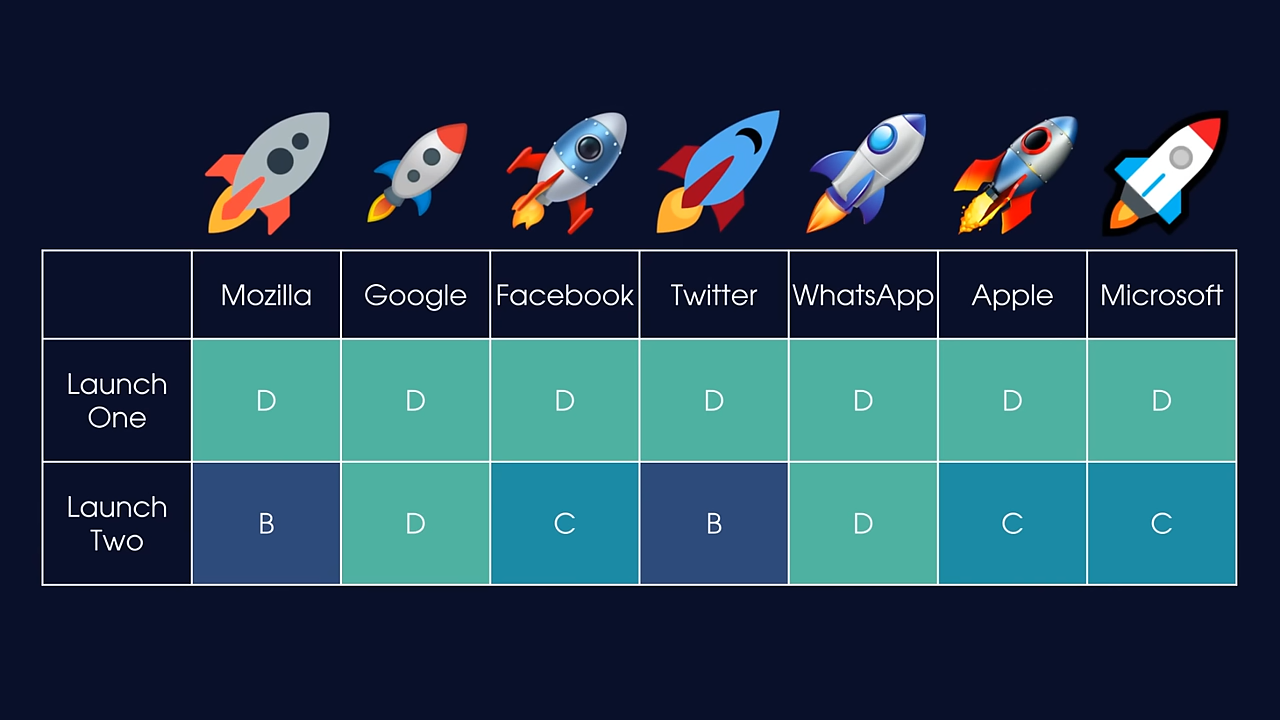 Mozilla Google Facebook Twitter WhatsApp Apple Microsoft
Launch
One
D D D D D D D
Launch
Two
B D C B D C C